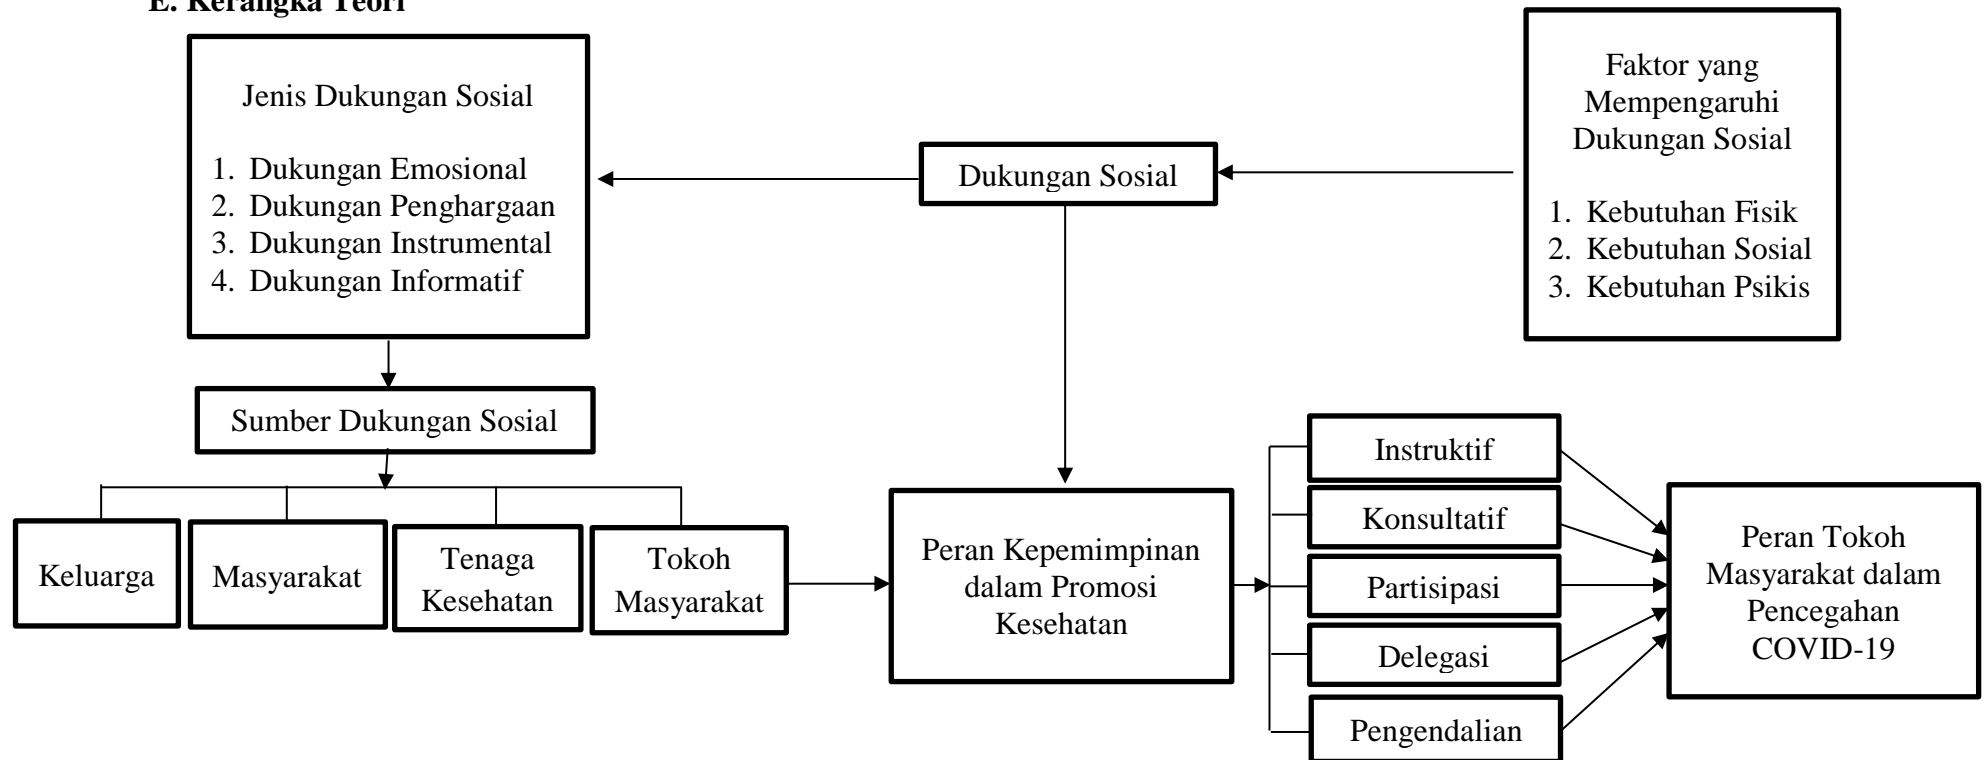 E. Kerangka Teori
Jenis Dukungan Sosial
1. Dukungan Emosional
2. Dukungan Penghargaan
3. Dukungan Instrumental
4. Dukungan Informatif
Dukungan Sosial
Faktor yang
Mempengaruhi
Dukungan Sosial
1. Kebutuhan Fisik
2. Kebutuhan Sosial
3. Kebutuhan Psikis
Sumber Dukungan Sosial
Keluarga
Masyarakat
Tenaga
Kesehatan
Tokoh
Masyarakat
Peran Kepemimpinan
dalam Promosi
Kesehatan
Instruktif
Konsultatif
Partisipasi
Delegasi
Pengendalian
Peran Tokoh
Masyarakat dalam
Pencegahan
COVID-19